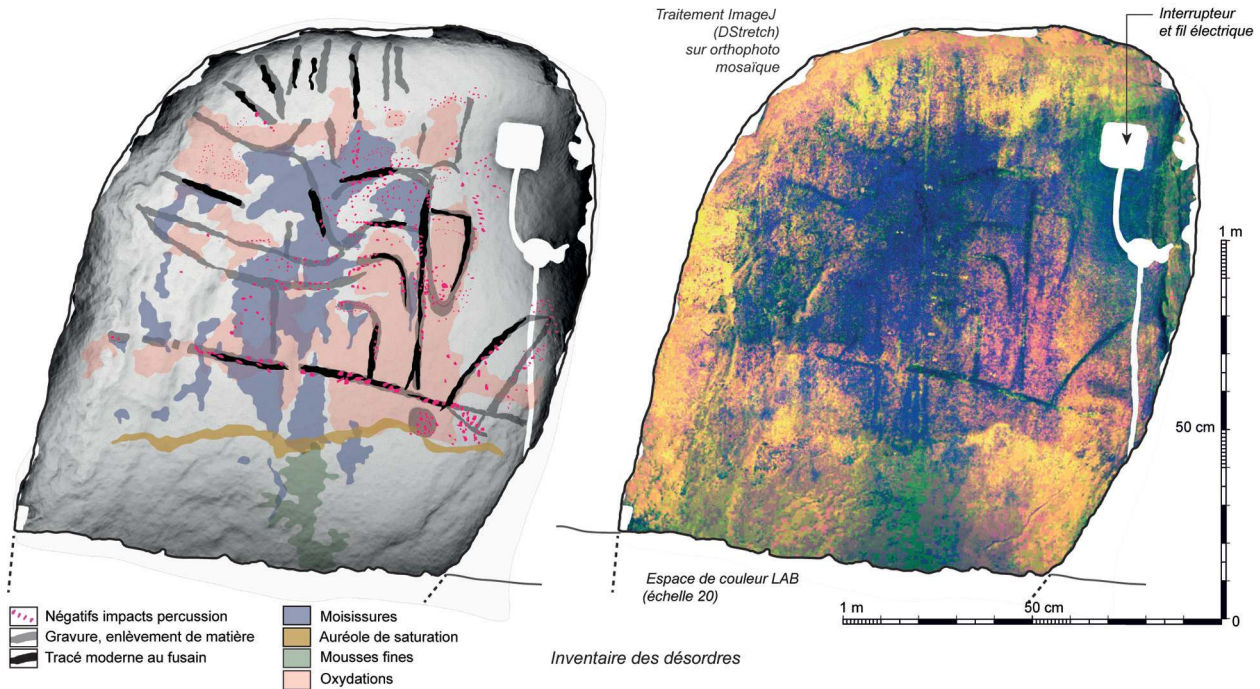 Traitement ImageJ
(DStretch)
sur orthophoto
mosaïque
Interrupteur
et fil électrique
1 m
50 cm
0
Espace de couleur LAB
(échelle 20)
1 m
50 cm
Négatifs impacts percussion
Gravure, enlèvement de matière
Tracé moderne au fusain
Moisissures
Auréole de saturation
Mousses fines
Oxydations
Inventaire des désordres